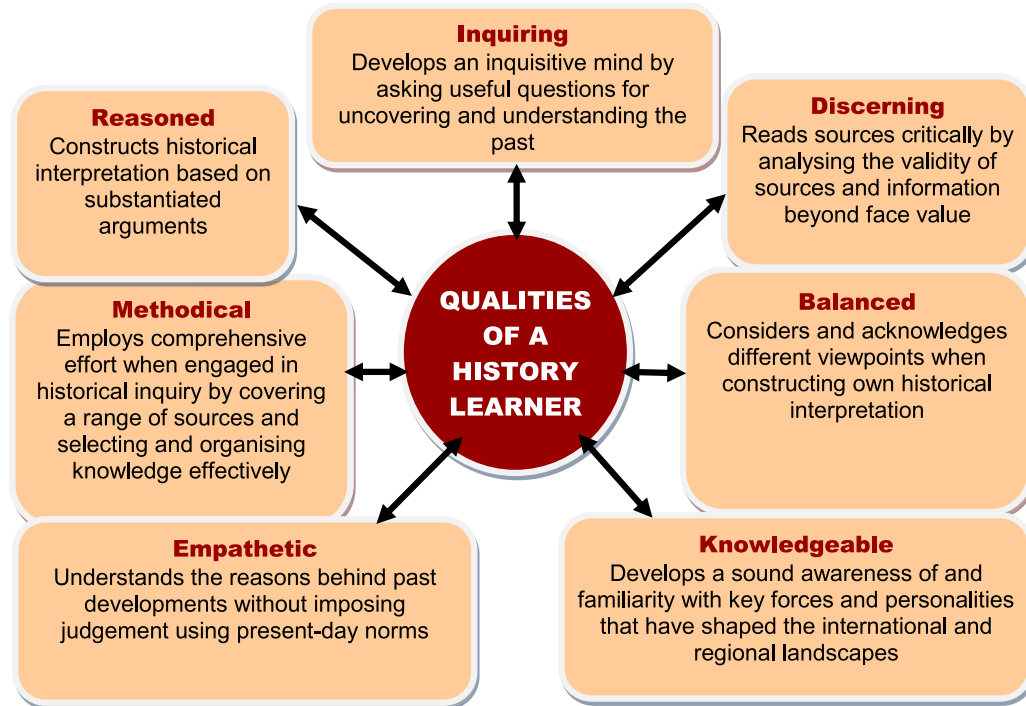 Inquiring
Develops an inquisitive mind by
asking useful questions for
uncovering and understanding the
past
Reasoned
Constructs historical
interpretation based on
substantiated
arguments
Discerning
Reads sources critically by
analysing the validity of
sources and information
beyond face value
QUALITIES
OF A
HISTORY
LEARNER
Methodical
Employs comprehensive
effort when engaged in
historical inquiry by covering
a range of sources and
selecting and organising
knowledge effectively
Balanced
Considers and acknowledges
different viewpoints when
constructing own historical
interpretation
Empathetic
Understands the reasons behind past
developments without imposing
judgement using present-day norms
Knowledgeable
Develops a sound awareness of and
familiarity with key forces and personalities
that have shaped the international and
regional landscapes